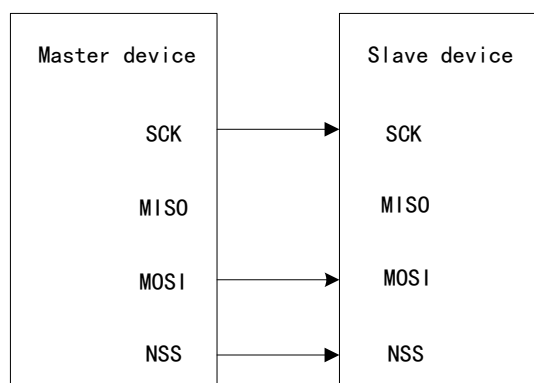 Master device
Slave device
SCK
SCK
MISO
MISO
MOSI
MOSI
NSS
NSS